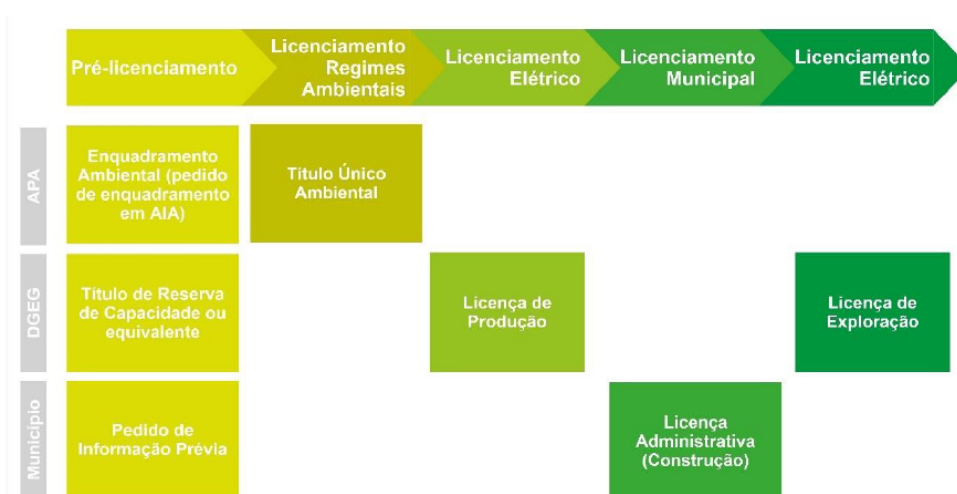 Pré-licenciamento
Licenciamento
Regimes
Ambientais
Licenciamento
Elétrico
Licenciamento
Municipal
Licenciamento
Elétrico
APA
Enquadramento
Ambiental (pedido
de enquadramento
em AIA)
Título Único
Ambiental
DGEG
Título de Reserva
de Capacidade ou
equivalente
Licença de
Produção
Licença de
Exploração
Município
Pedido de
Informação Prévia
Licença
Administrativa
(Construção)